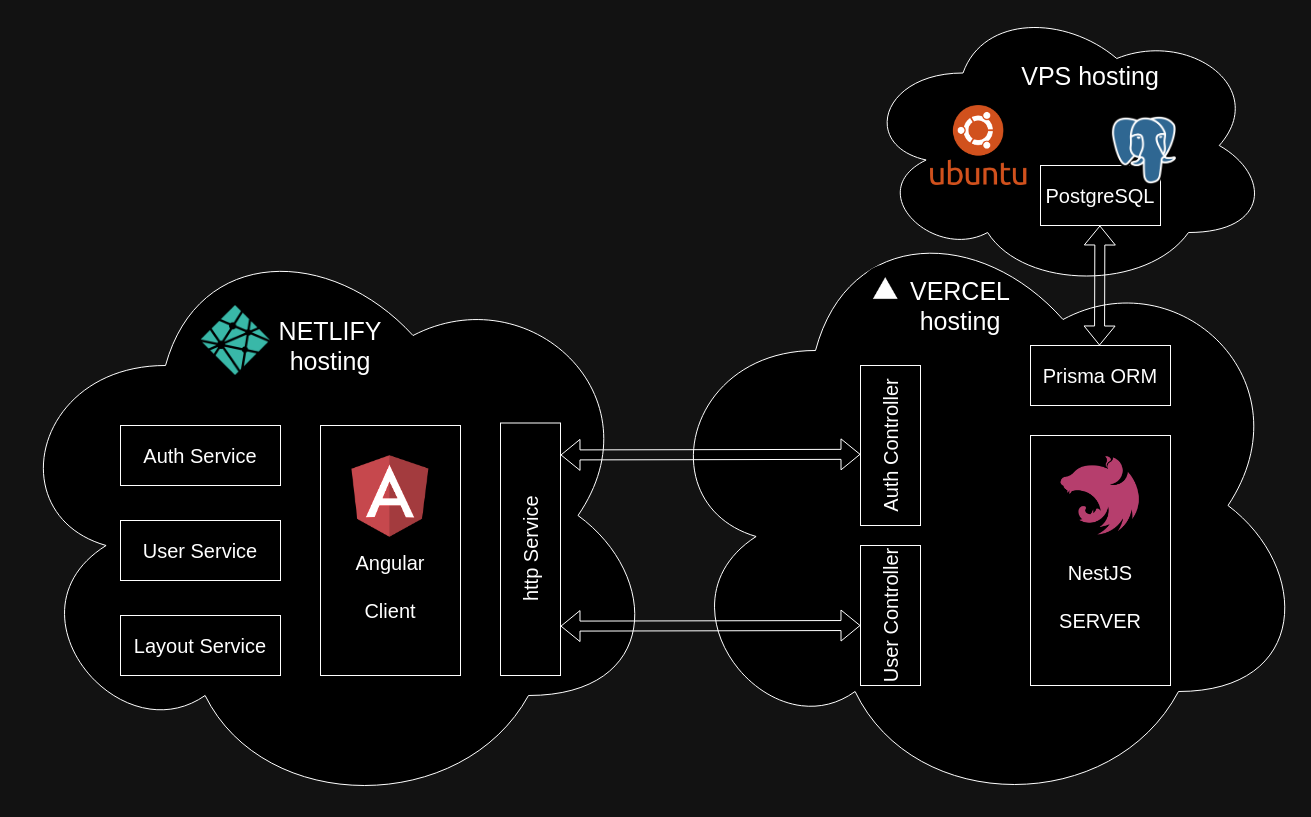 VPS hosting
ubuntu
PostgreSQL
NETLIFY
hosting
VERCEL
hosting
Auth Service
User Service
Layout Service
Angular
Client
http Service
Auth Controller
User Controller
Prisma ORM
NestJS
SERVER